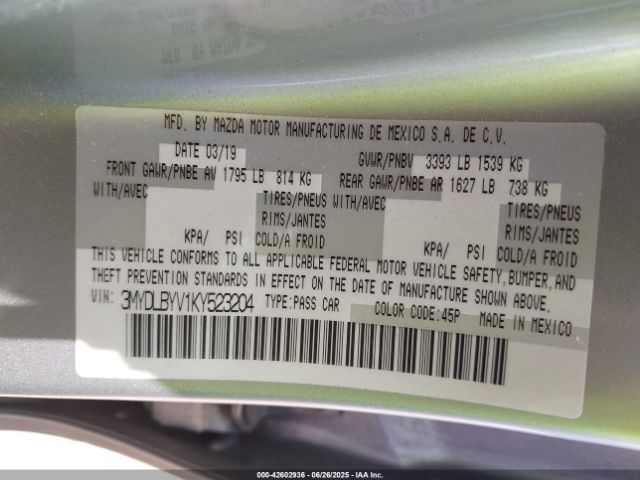 MFD. BY MAZDA MOTOR MANUFACTURING DE MEXICO S.A. DE C.V.
DATE 03/19 GVWR/PNBV 3393 LB 1539 KG
FRONT GAWR/PNBE AV 1795 LB 814 KG REAR GAWR/PNBE AR 1627 LB 738 KG
WITH/AVEC TIRES/PNEUS WITH/AVEC TIRES/PNEUS
RIMS/JANTES RIMS/JANTES
KPA/ PSI COLD/A FROID KPA/ PSI COLD/A FROID
THIS VEHICLE CONFORMS TO ALL APPLICABLE FEDERAL MOTOR VEHICLE SAFETY, BUMPER, AND
THEFT PREVENTION STANDARDS IN EFFECT ON THE DATE OF MANUFACTURE SHOWN ABOVE.
VIN: 3MYDLBYV1KY523204 TYPE: PASS CAR COLOR CODE: 45P MADE IN MEXICO
000-42602936 - 06/26/2025 - IAA Inc.